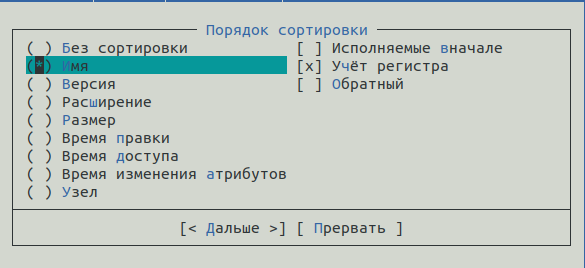 Порядок сортировки
( ) Без сортировки [ ] Исполняемые вначале
(*) Имя [x] Учёт регистра
( ) Версия [ ] Обратный
( ) Расширение
( ) Размер
( ) Время правки
( ) Время доступа
( ) Время изменения атрибутов
( ) Узел
[< Дальше >] [ Прервать ]